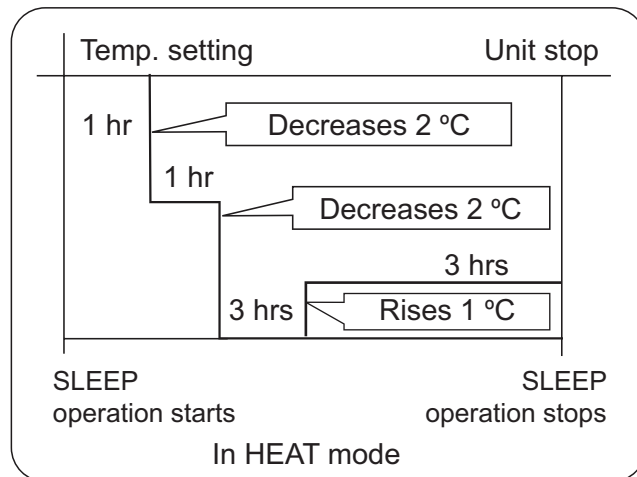 Temp. setting
Unit stop
1 hr
Decreases 2 ºC
1 hr
Decreases 2 ºC
3 hrs
3 hrs
Rises 1 ºC
SLEEP
operation starts
SLEEP
operation stops
In HEAT mode